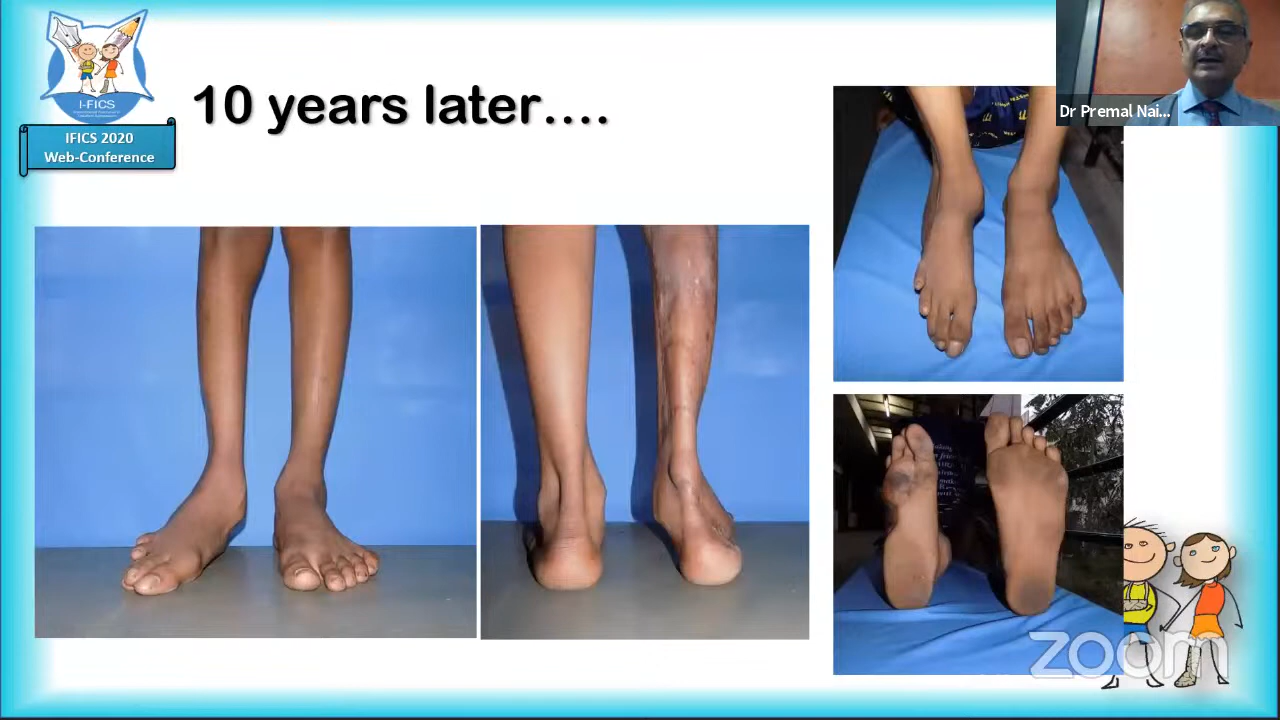 I-FICS
IFICS 2020
Web-Conference
10 years later....
Dr Premal Nai...
zoom